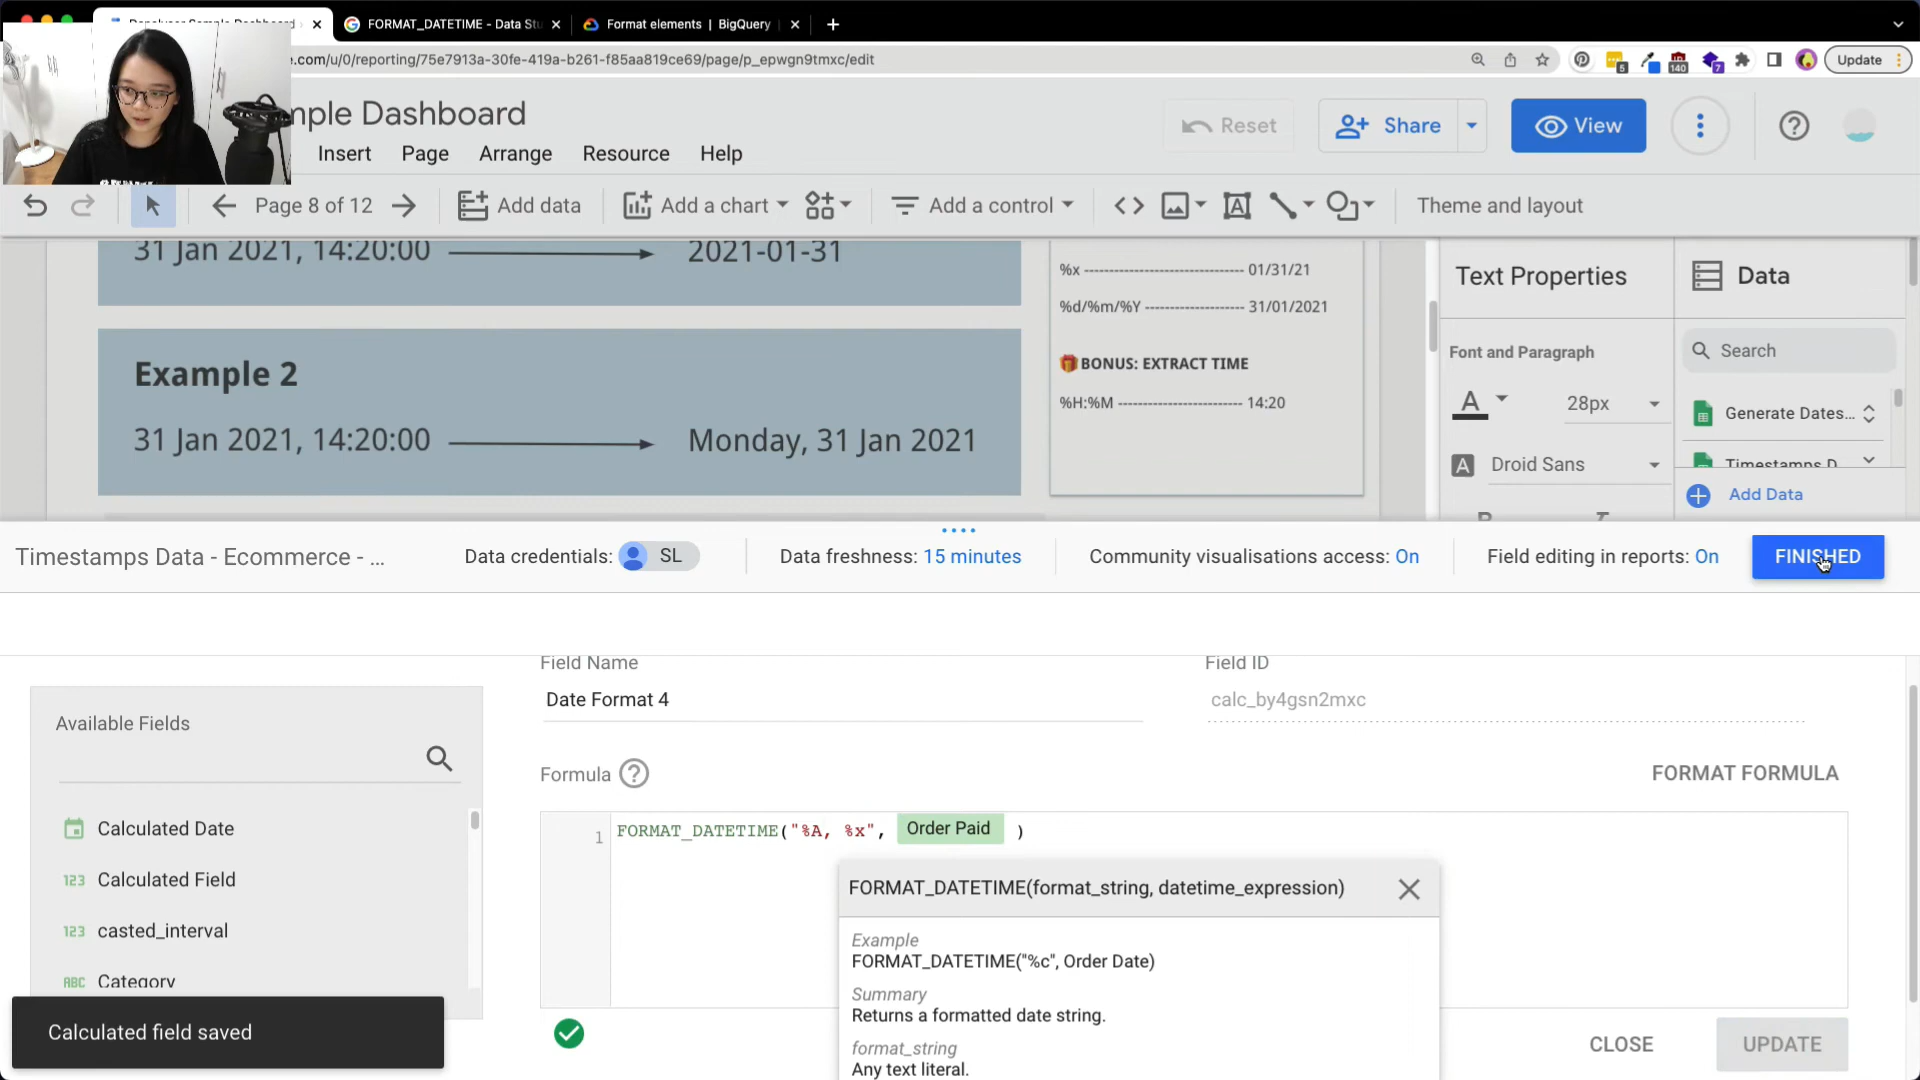 FORMAT_DATETIME - Data Stu
Format elements | BigQuery
.com/u/0/reporting/75e7913a-30fe-419a-b261-f85aa819ce69/page/p_epwgn9tmxc/edit
5
140
7
Update
mple Dashboard
Reset
Share
View
Insert
Page
Arrange
Resource
Help
Page 8 of 12
Add data
Add a chart
Add a control
Theme and layout
31 Jan 2021, 14:20:00
2021-01-31
Example 2
31 Jan 2021, 14:20:00
Monday, 31 Jan 2021
%x ------------------------------- 01/31/21
%d/%m/%Y ------------------- 31/01/2021
🎁BONUS: EXTRACT TIME
%H:%M ------------------------ 14:20
Text Properties
Font and Paragraph
A
28px
A
Droid Sans
Data
Search
Generate Dates...
Timestamps D
Add Data
Timestamps Data - Ecommerce - ...
Data credentials:
SL
Data freshness: 15 minutes
Community visualisations access: On
Field editing in reports: On
FINISHED
Field Name
Date Format 4
Field ID
calc_by4gsn2mxc
Available Fields
Calculated Date
123 Calculated Field
123 casted_interval
ABC Category
Formula
FORMAT FORMULA
1
FORMAT_DATETIME("%A, %x", Order Paid )
FORMAT_DATETIME(format_string, datetime_expression)
Example
FORMAT_DATETIME("%c", Order Date)
Summary
Returns a formatted date string.
format_string
Any text literal.
Calculated field saved
CLOSE
UPDATE